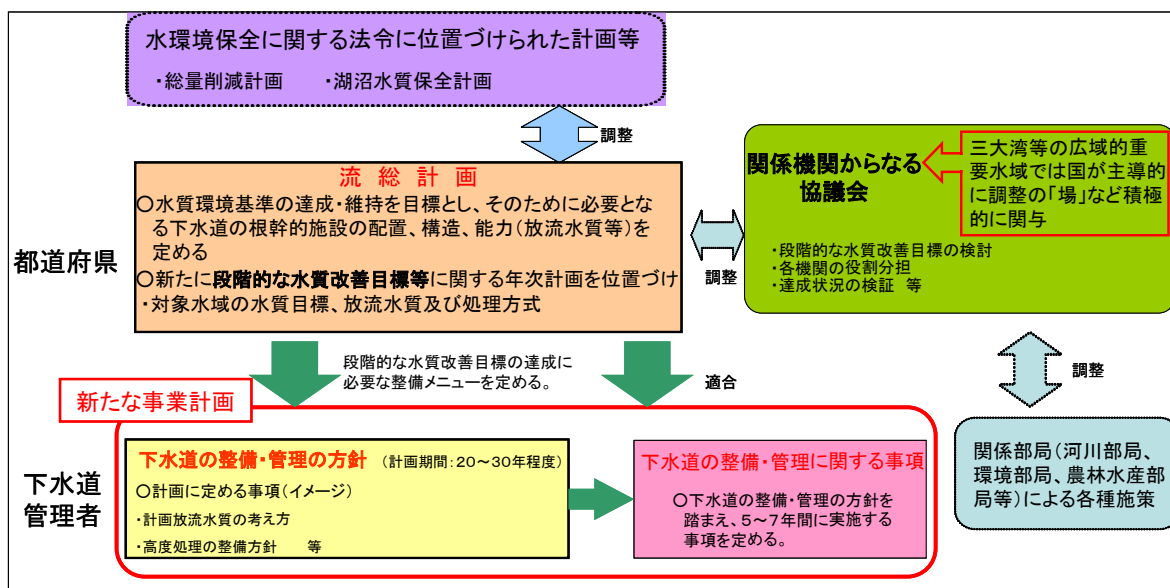 水環境保全に関する法令に位置づけられた計画等
・総量削減計画　　・湖沼水質保全計画
調整
都道府県
流 総 計 画
○水質環境基準の達成・維持を目標とし、そのために必要とな
る下水道の根幹的施設の配置、構造、能力(放流水質等)を
定める
○新たに段階的な水質改善目標等に関する年次計画を位置づけ
・対象水域の水質目標、放流水質及び処理方式
調整
関係機関からなる
協議会
三大湾等の広域的重
要水域では国が主導的
に調整の「場」など積極
的に関与
・段階的な水質改善目標の検討
・各機関の役割分担
・達成状況の検証　等
段階的な水質改善目標の達成に
必要な整備メニューを定める。
適合
調整
新たな事業計画
下水道
管理者
下水道の整備・管理の方針　(計画期間:20～30年程度)
○計画に定める事項(イメージ)
・計画放流水質の考え方
・高度処理の整備方針　　等
下水道の整備・管理に関する事項
○下水道の整備・管理の方針を
踏まえ、5～7年間に実施する
事項を定める。
関係部局(河川部局、
環境部局、農林水産部
局等)による各種施策